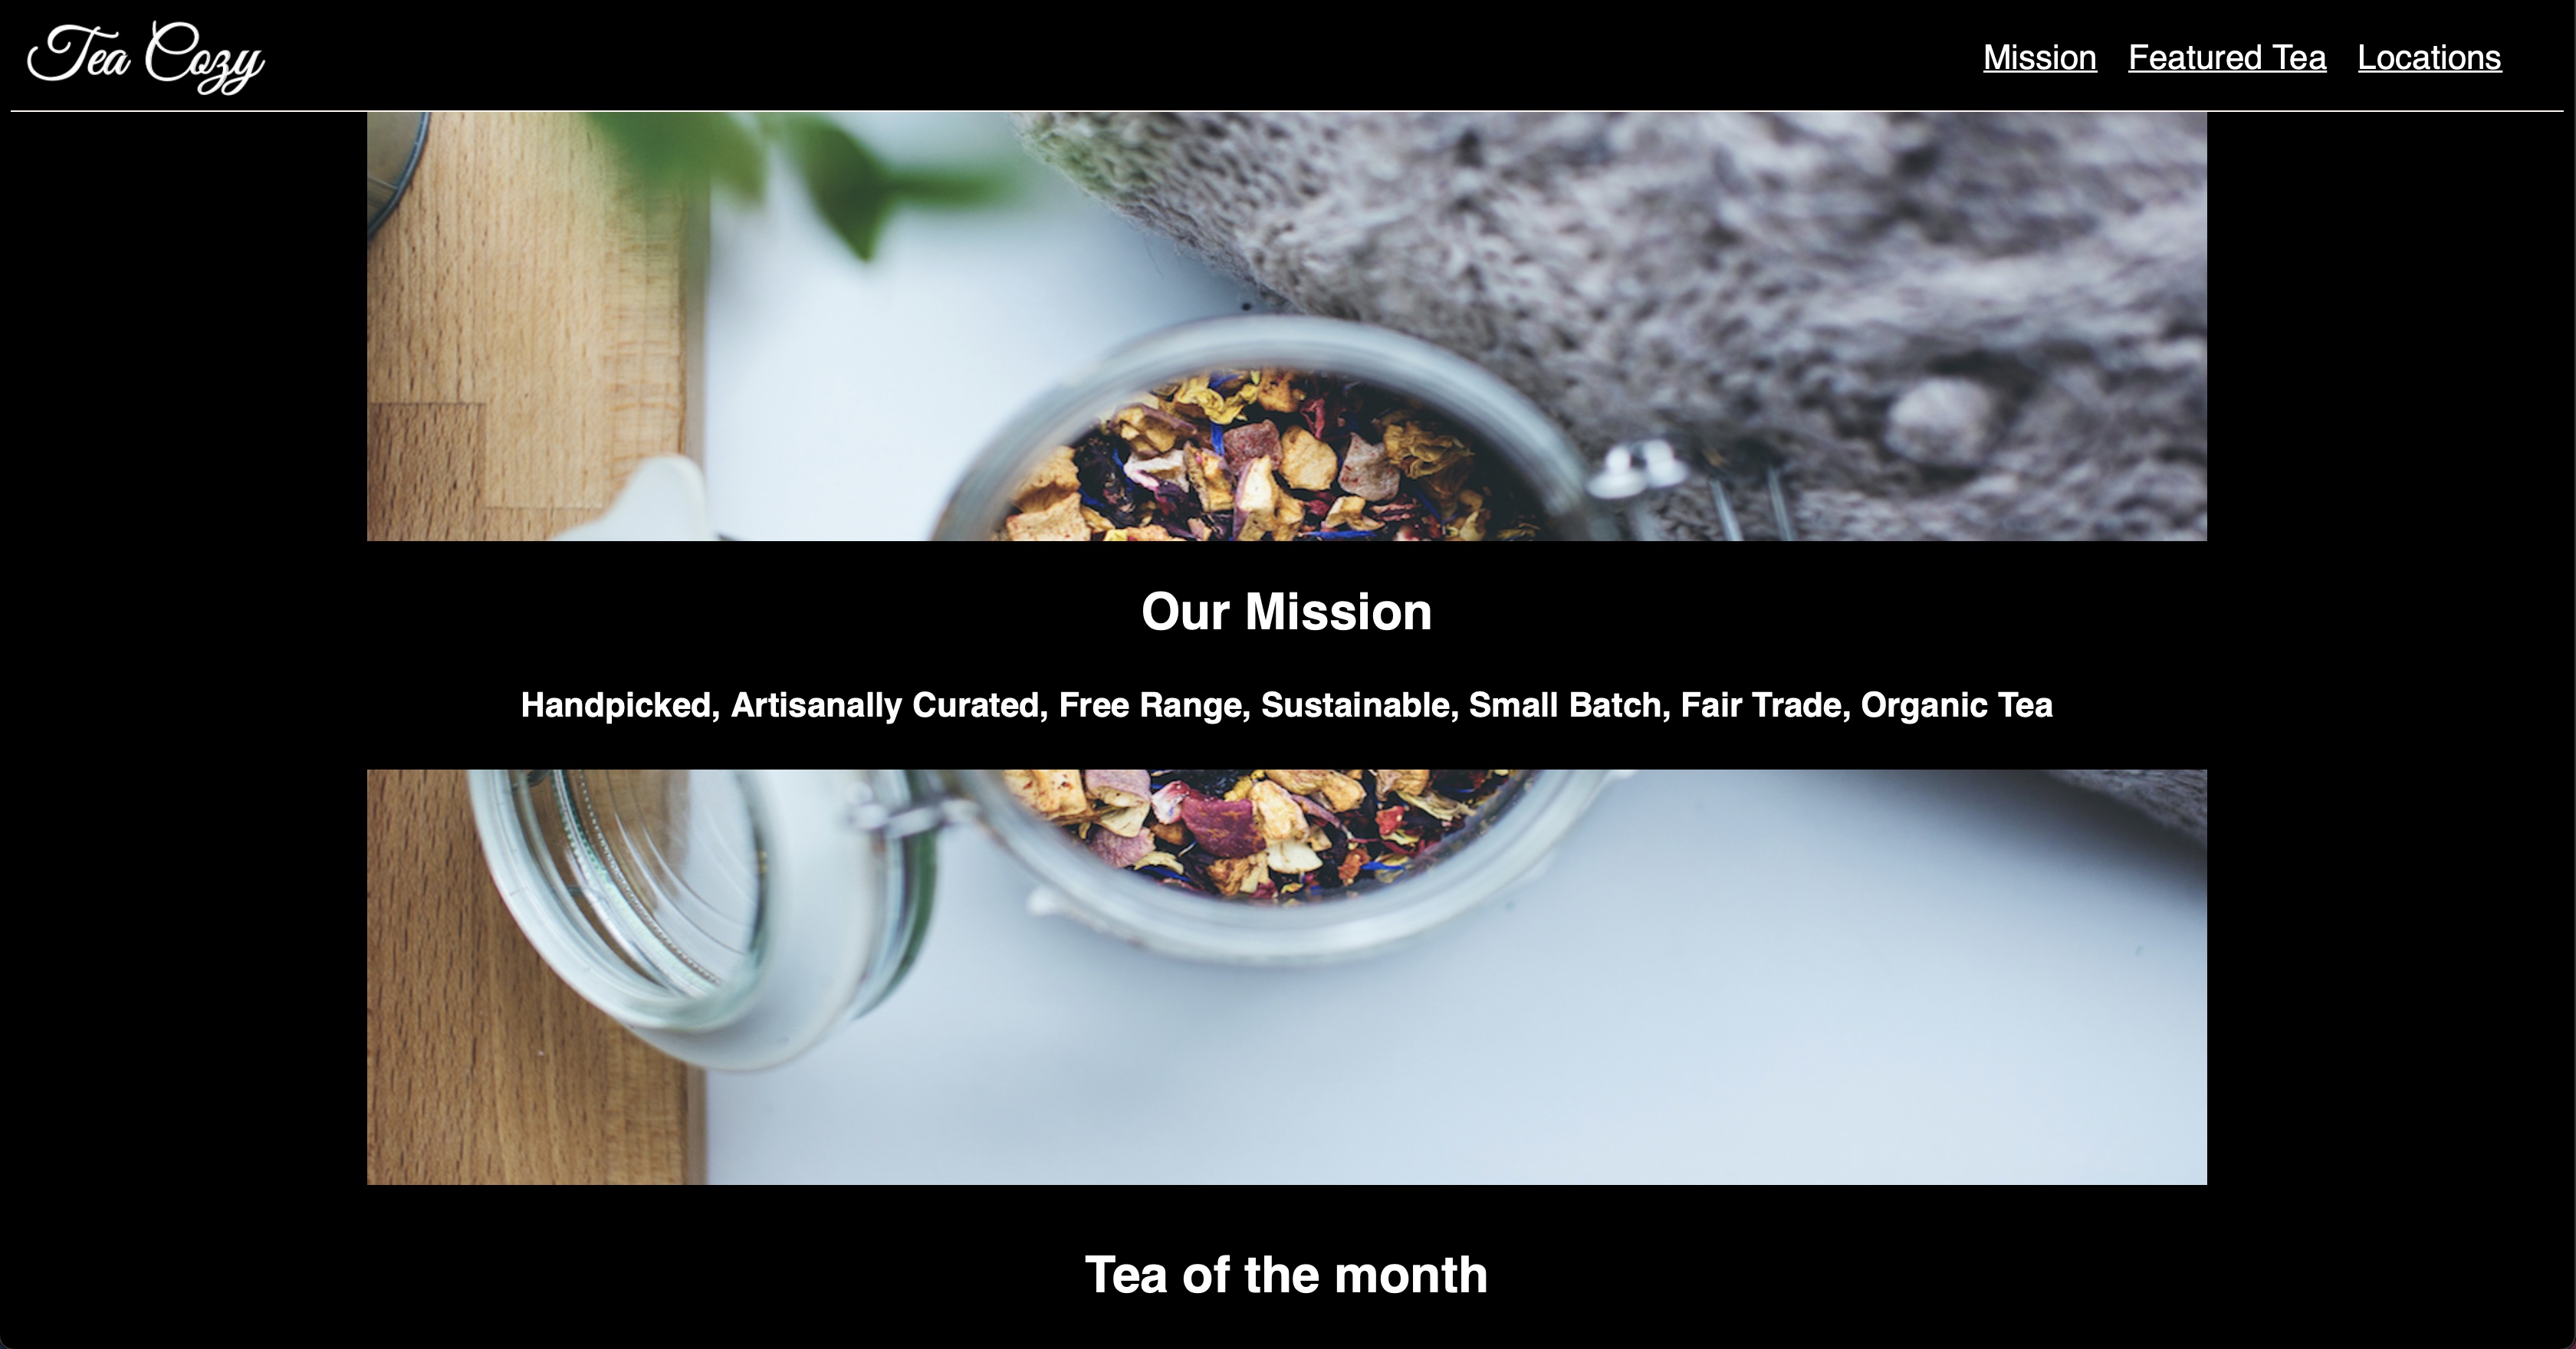 Tea Cozy
Mission Featured Tea Locations
Our Mission
Handpicked, Artisanally Curated, Free Range, Sustainable, Small Batch, Fair Trade, Organic Tea
Tea of the month